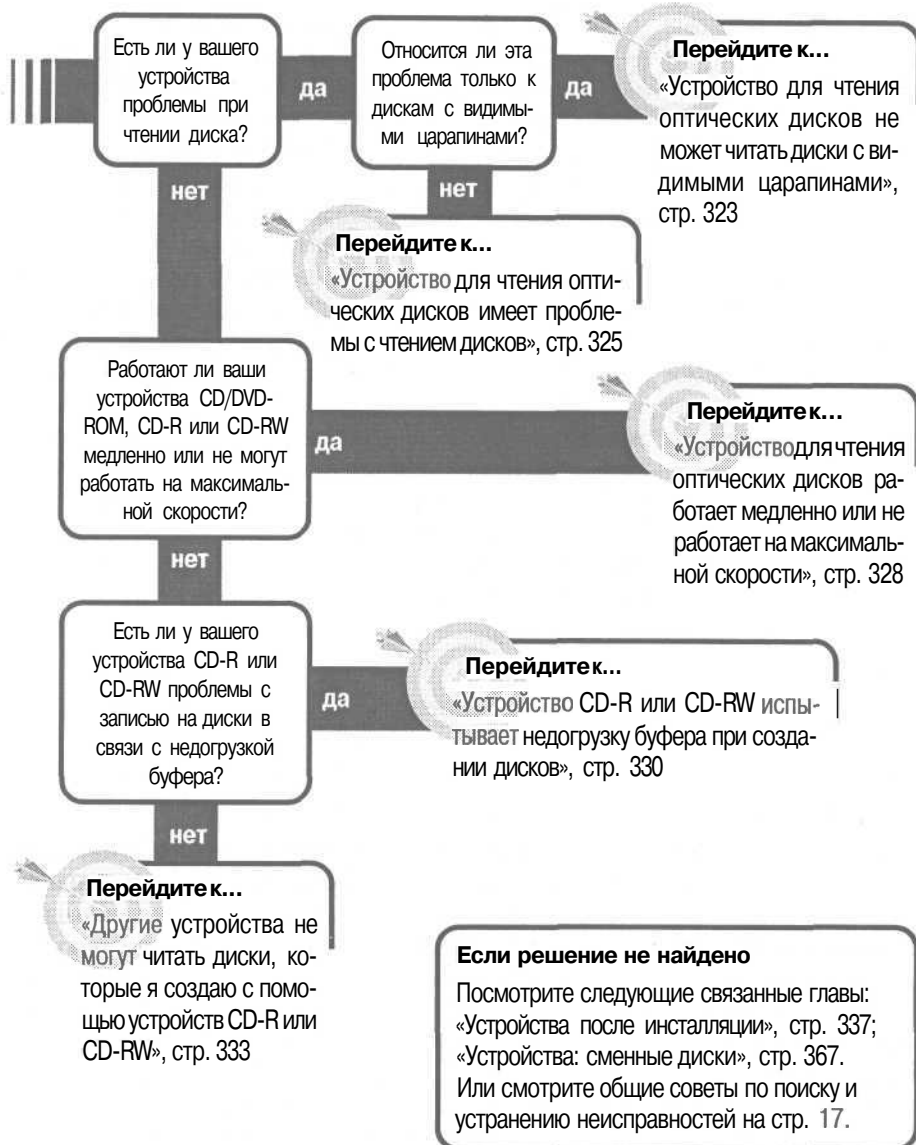 Есть ли у вашего
устройства
проблемы при
чтении диска?
да
Относится ли эта
проблема только к
дискам с видимы-
ми царапинами?
да
Перейдите к...
«Устройство для чтения
оптических дисков не
может читать диски с ви-
димыми царапинами»,
стр. 323
нет
нет
Перейдите к...
«Устройство для чтения опти-
ческих дисков имеет пробле-
мы с чтением дисков», стр. 325
Работают ли ваши
устройства CD/DVD-
ROM, CD-R или CD-RW
медленно или не могут
работать на максималь-
ной скорости?
да
Перейдите к...
«Устройство для чтения
оптических дисков ра-
ботает медленно или не
работает на максималь-
ной скорости», стр. 328
нет
Есть ли у вашего
устройства CD-R или
CD-RW проблемы с
записью на диски в
связи с недогрузкой
буфера?
да
Перейдите к...
«Устройство CD-R или CD-RW испы-
тывает недогрузку буфера при созда-
нии дисков», стр. 330
нет
Перейдите к...
«Другие устройства не
могут читать диски, ко-
торые я создаю с помо-
щью устройств CD-R или
CD-RW», стр. 333
Если решение не найдено
Посмотрите следующие связанные главы:
«Устройства после инсталляции», стр. 337;
«Устройства: сменные диски», стр. 367.
Или смотрите общие советы по поиску и
устранению неисправностей на стр. 17.